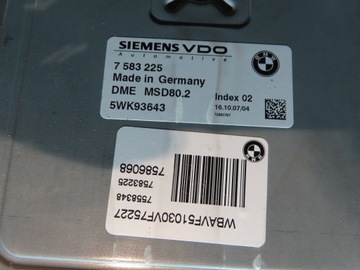 SIEMENS VDO
Automotive
7 583 225
Made in Germany
DME MSD80.2
Index 02
5WK93643
16.10.07/04
7586068
7583225
7558348
WBAVF51030VF75227